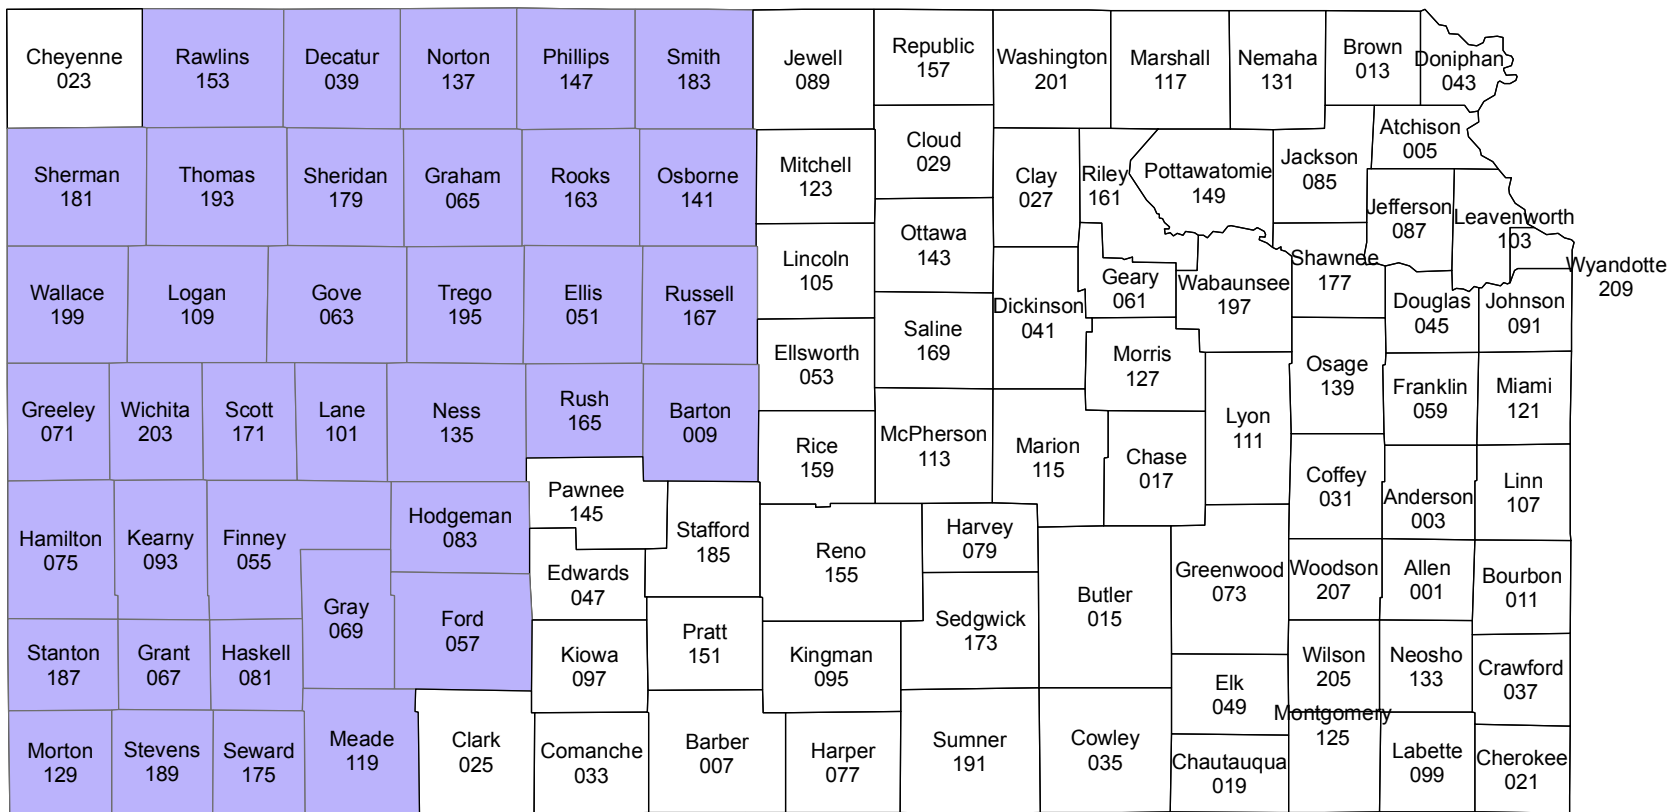 Cheyenne
023
Rawlins
153
Decatur
039
Norton
137
Phillips
147
Smith
183
Jewell
089
Republic
157
Washington
201
Marshall
117
Nemaha
131
Brown
013
Doniphan
043
Sherman
181
Thomas
193
Sheridan
179
Graham
065
Rooks
163
Osborne
141
Mitchell
123
Cloud
029
Clay
027
Riley
161
Pottawatomie
149
Jackson
085
Atchison
005
Jefferson
087
Leavenworth
103
Wyandotte
209
Wallace
199
Logan
109
Gove
063
Trego
195
Ellis
051
Russell
167
Lincoln
105
Ottawa
143
Saline
169
Dickinson
041
Geary
061
Wabaunsee
197
Shawnee
177
Douglas
045
Johnson
091
Greeley
071
Wichita
203
Scott
171
Lane
101
Ness
135
Rush
165
Barton
009
Ellsworth
053
Rice
159
McPherson
113
Marion
115
Morris
127
Chase
017
Lyon
111
Osage
139
Franklin
059
Miami
121
Hamilton
075
Kearny
093
Finney
055
Hodgeman
083
Pawnee
145
Stafford
185
Edwards
047
Reno
155
Harvey
079
Coffey
031
Anderson
003
Linn
107
Gray
069
Ford
057
Sedgwick
173
Butler
015
Greenwood
073
Woodson
207
Allen
001
Bourbon
011
Stanton
187
Grant
067
Haskell
081
Kiowa
097
Pratt
151
Kingman
095
Elk
049
Wilson
205
Neosho
133
Crawford
037
Morton
129
Stevens
189
Seward
175
Meade
119
Clark
025
Comanche
033
Barber
007
Harper
077
Sumner
191
Cowley
035
Chautauqua
019
Montgomery
125
Labette
099
Cherokee
021